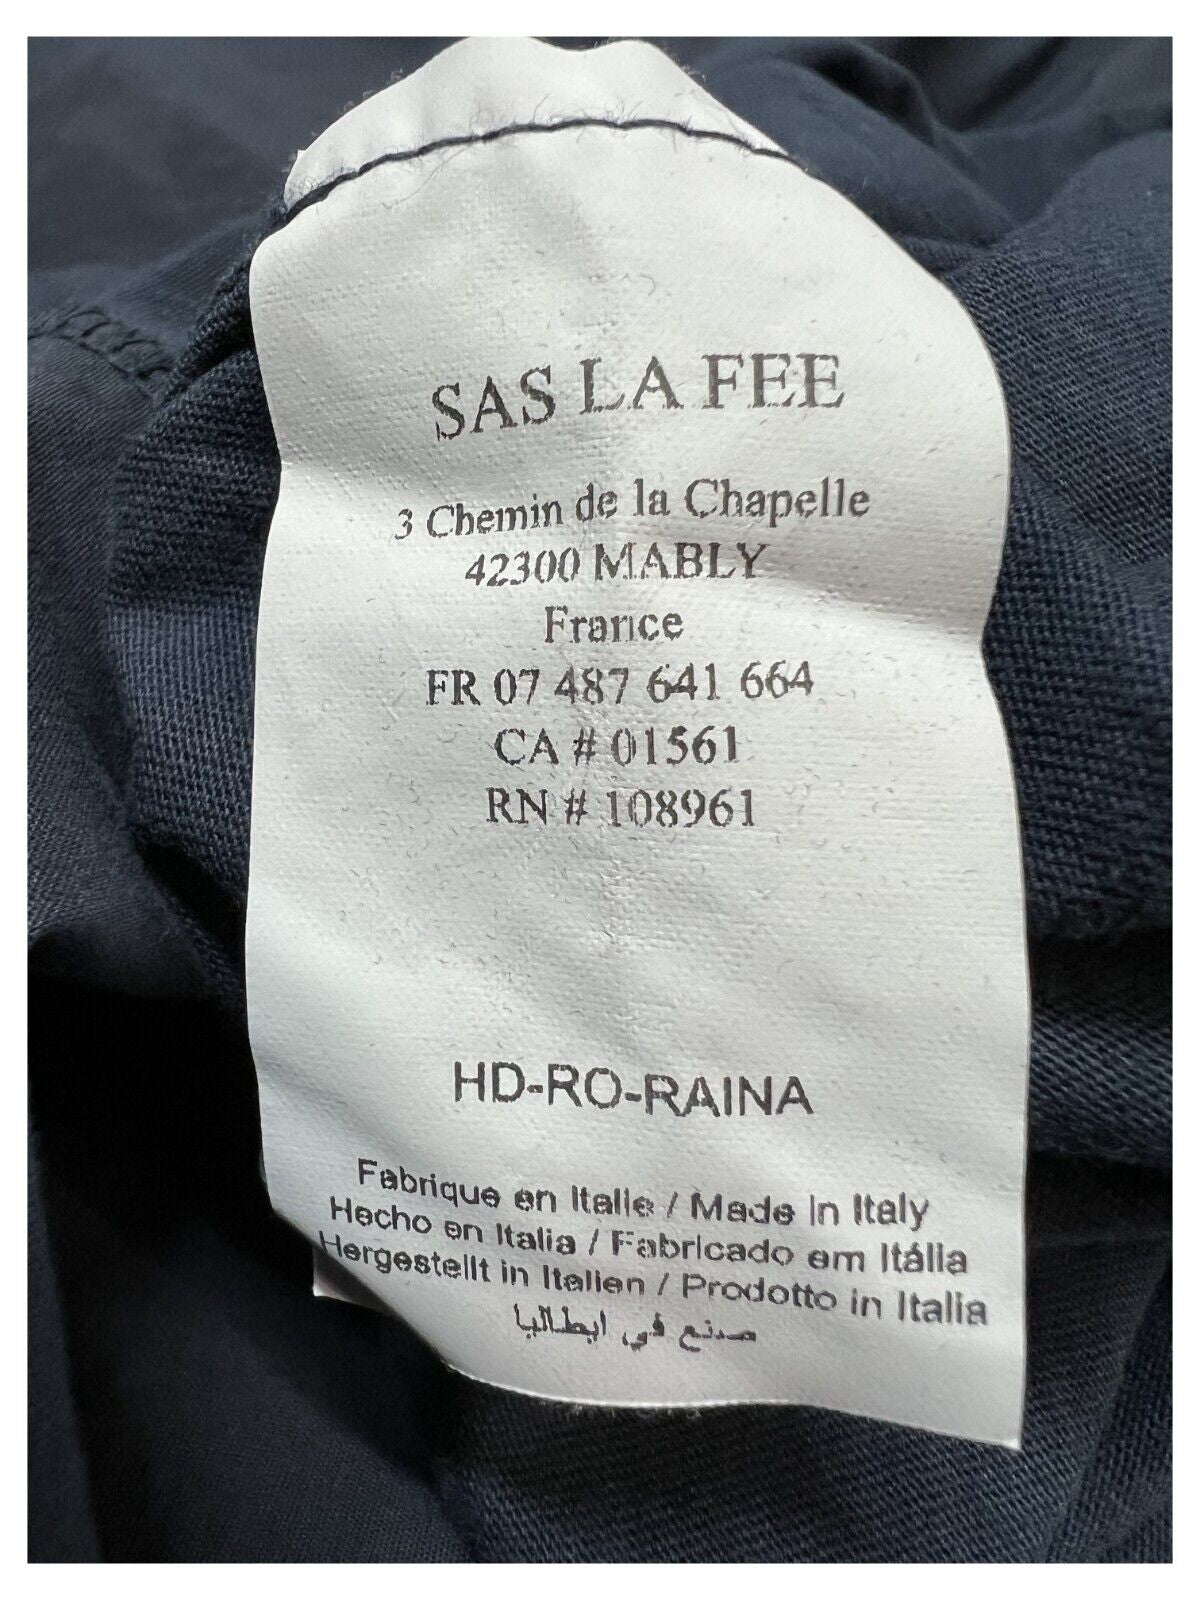 SAS LA FEE
3 Chemin de la Chapelle
42300 MABLY
France
FR 07 487 641 664
CA # 01561
RN # 108961
HD-RO-RAINA
Fabrique en Italie / Made in Italy
Hecho en Italia / Fabricado em Itália
Hergestellt in Italien / Prodotto in Italia
صنع في ايطاليا